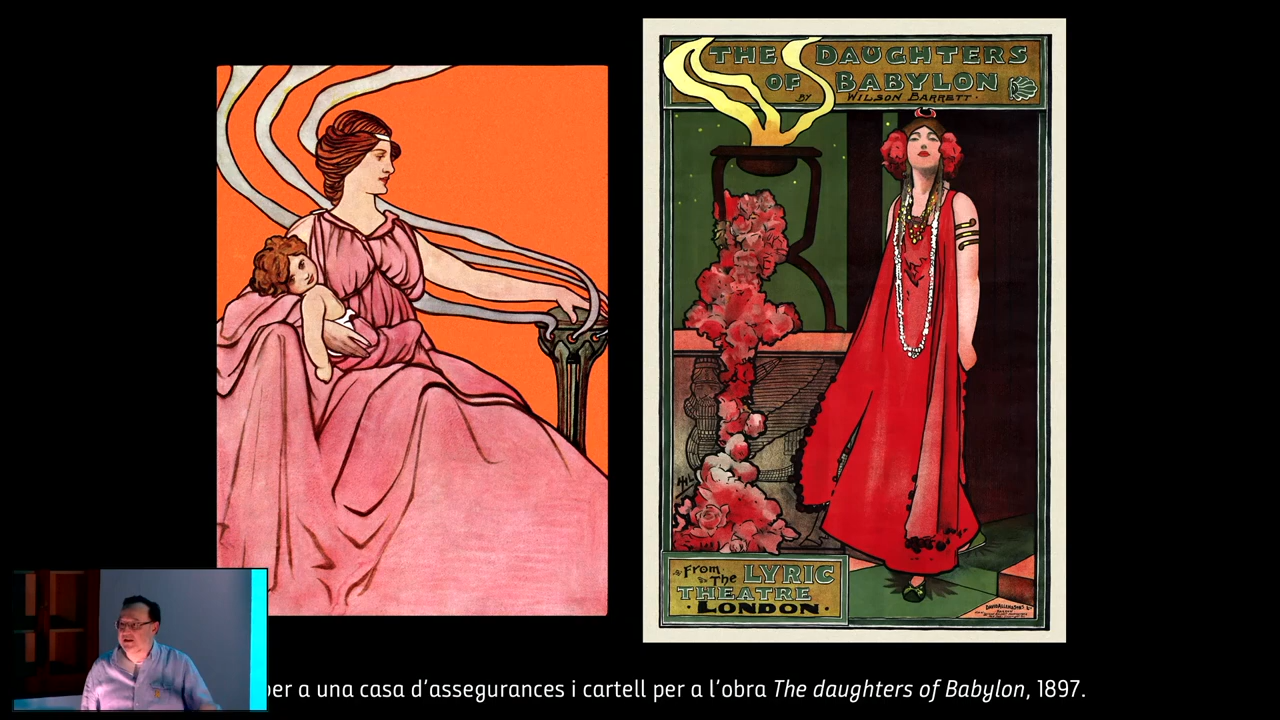 THE DAUGHTERS
OF BABYLON
BY WILSON BARRETT.
From
The LYRIC
THEATRE
· LONDON ·
per a una casa d'assegurances i cartell per a l'obra The daughters of Babylon, 1897.